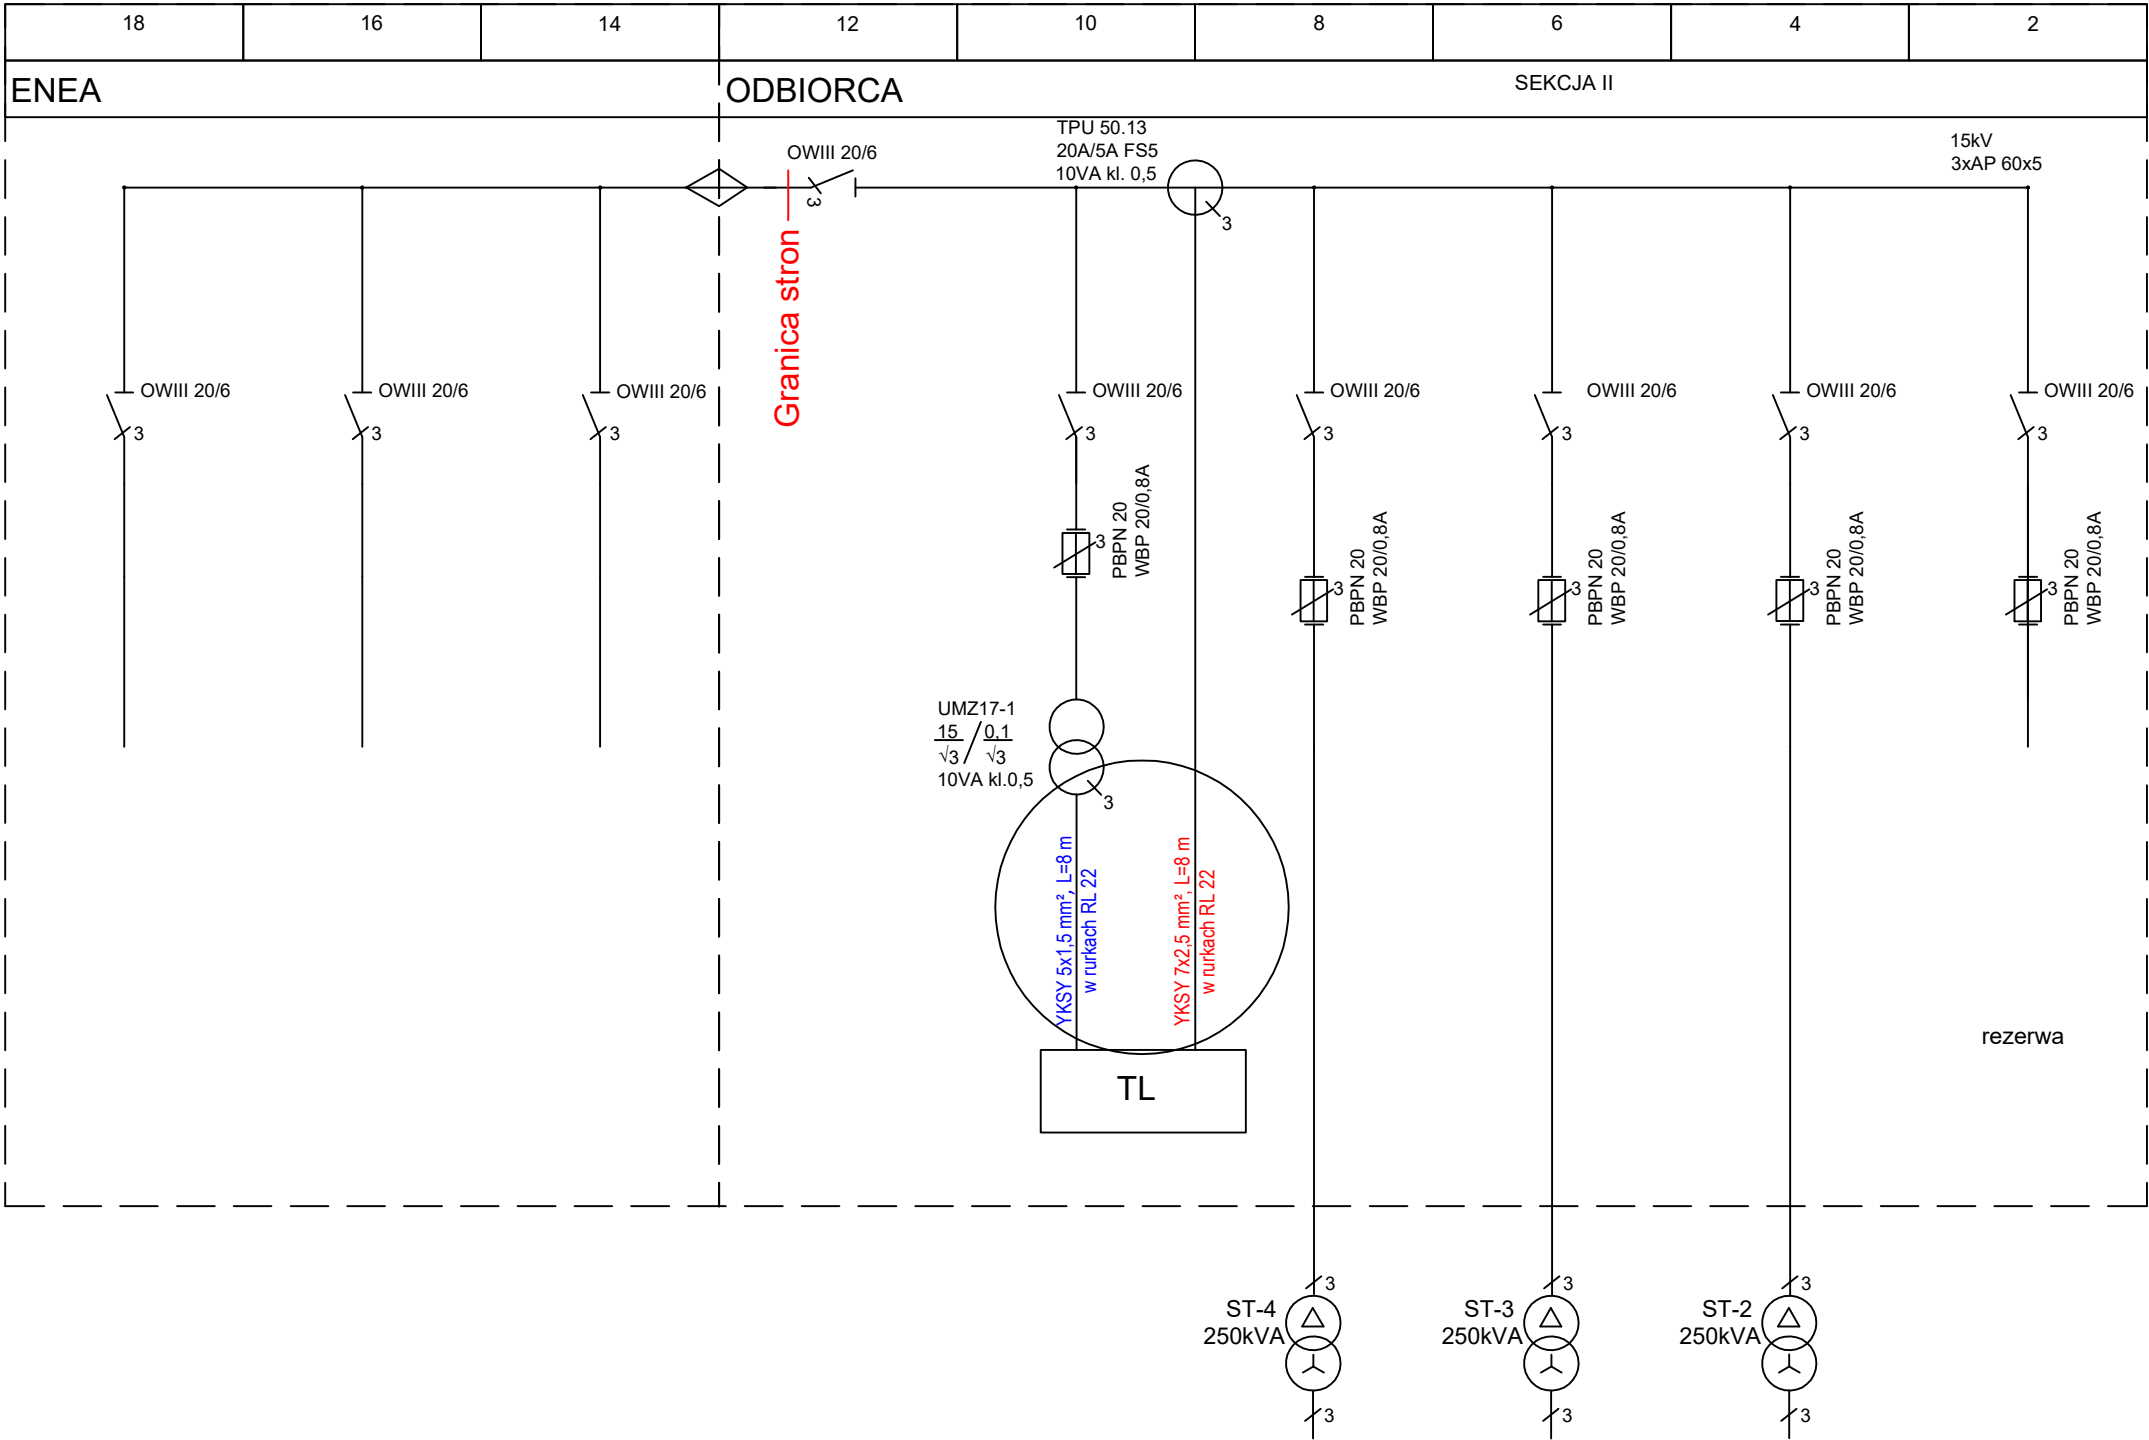 18 16 14 12 10 8 6 4 2
ENEA
ODBIORCA
SEKCJA II
TPU 50.13
20A/5A FS5
10VA kl. 0,5
15kV
3xAP 60x5
OWIII 20/6
3
3
Granica stron
OWIII 20/6
3
OWIII 20/6
3
OWIII 20/6
3
OWIII 20/6
3
OWIII 20/6
3
OWIII 20/6
3
OWIII 20/6
3
OWIII 20/6
3
3
PBPN 20
WBP 20/0,8A
3
PBPN 20
WBP 20/0,8A
3
PBPN 20
WBP 20/0,8A
3
PBPN 20
WBP 20/0,8A
3
PBPN 20
WBP 20/0,8A
UMZ17-1
15/√3 / 0,1/√3
10VA kl.0,5
3
YKSY 5x1,5 mm², L=8 m
w rurkach RL 22
YKSY 7x2,5 mm², L=8 m
w rurkach RL 22
TL
rezerwa
3
ST-4
250kVA
3
3
ST-3
250kVA
3
3
ST-2
250kVA
3